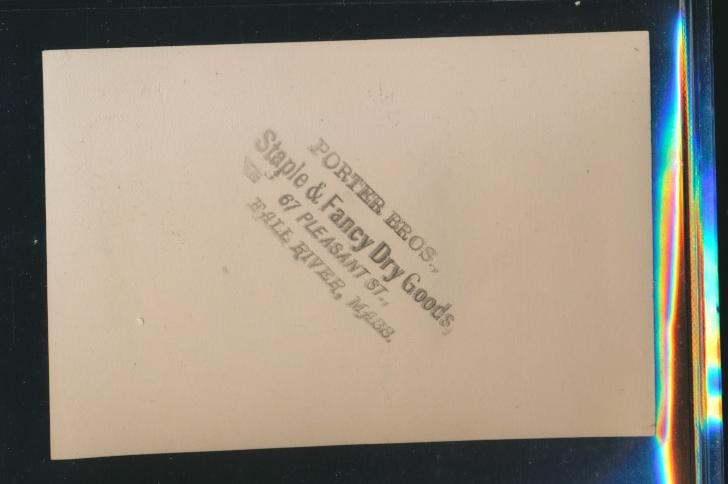 PORTER BROS.,
Staple & Fancy Dry Goods,
67 PLEASANT ST.,
FALL RIVER, MASS.